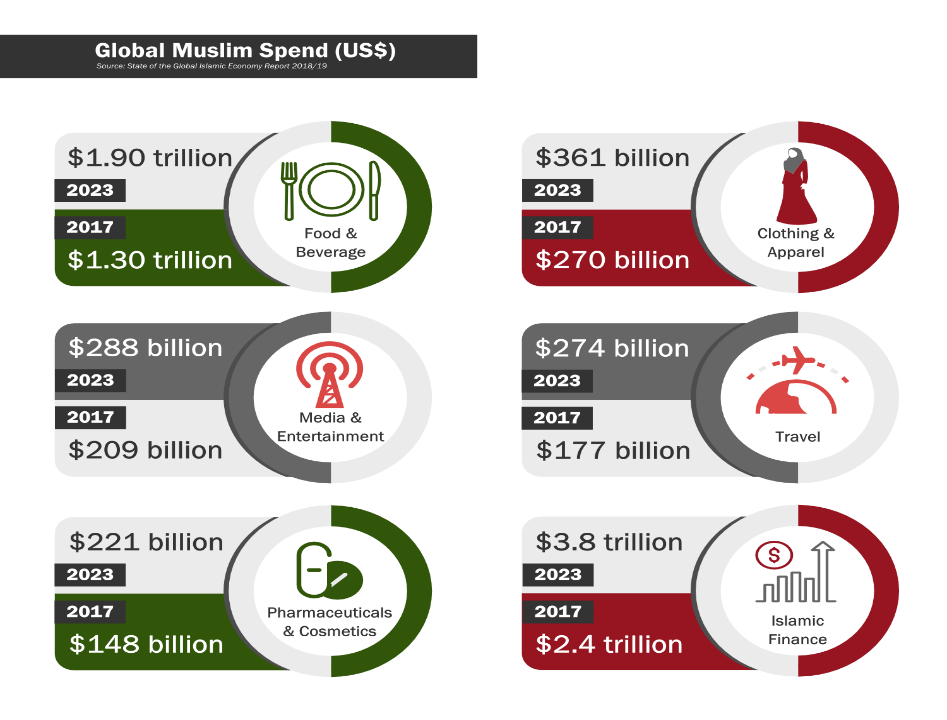 Global Muslim Spend (US$)
Source: State of the Global Islamic Economy Report 2018/19
$1.90 trillion
2023
2017
$1.30 trillion
Food &
Beverage
$361 billion
2023
2017
$270 billion
Clothing &
Apparel
$288 billion
2023
2017
$209 billion
Media &
Entertainment
$274 billion
2023
2017
$177 billion
Travel
$221 billion
2023
2017
$148 billion
Pharmaceuticals
& Cosmetics
$3.8 trillion
2023
2017
$2.4 trillion
$
Islamic
Finance